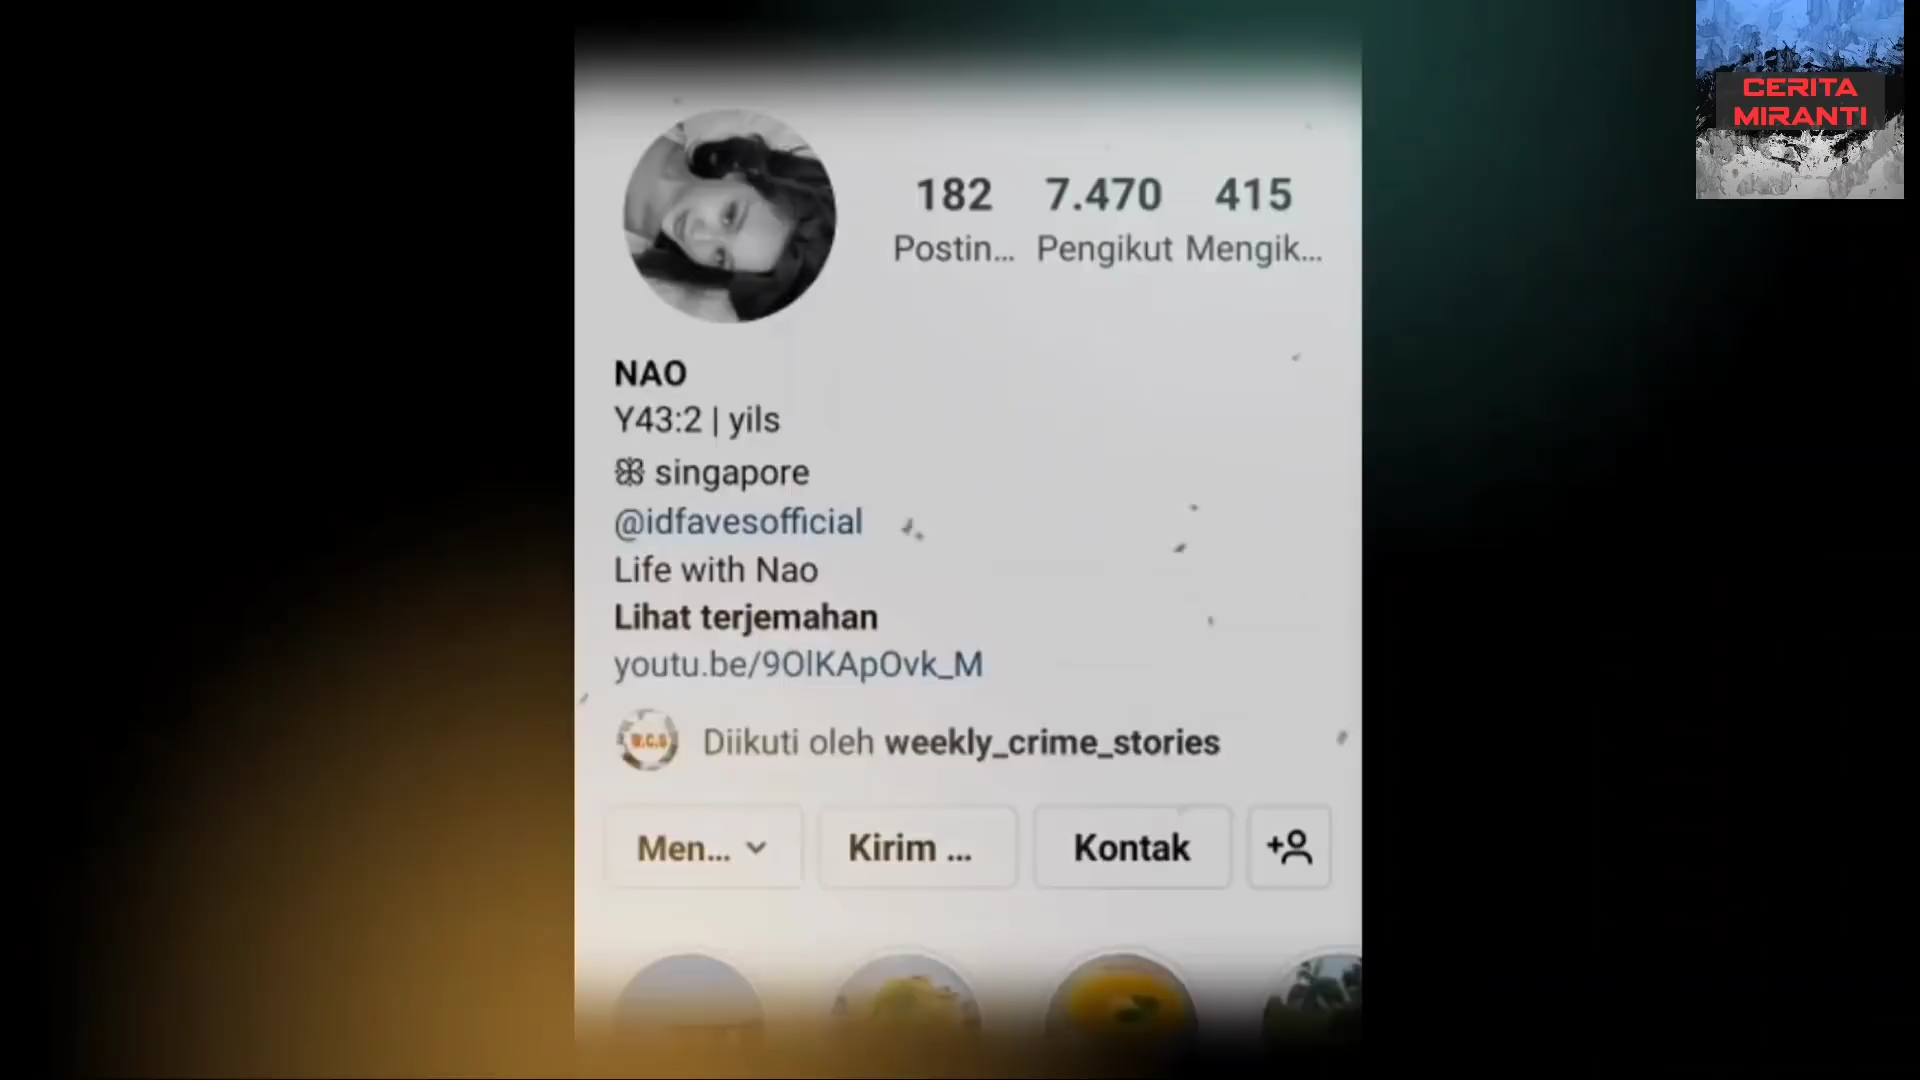 CERITA
MIRANTI
182 7.470 415
Postin... Pengikut Mengik...
NAO
Y43:2 | yils
singapore
@idfavesofficial
Life with Nao
Lihat terjemahan
youtu.be/9OlKApOvk_M
W.C.S
Diikuti oleh weekly_crime_stories
Men... Kirim ... Kontak